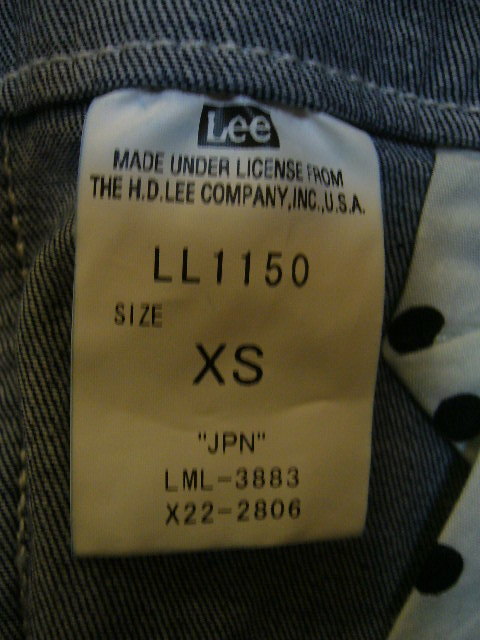 Lee
MADE UNDER LICENSE FROM
THE H.D.LEE COMPANY,INC.,U.S.A.
LL1150
SIZE
XS
"JPN"
LML-3883
X22-2806